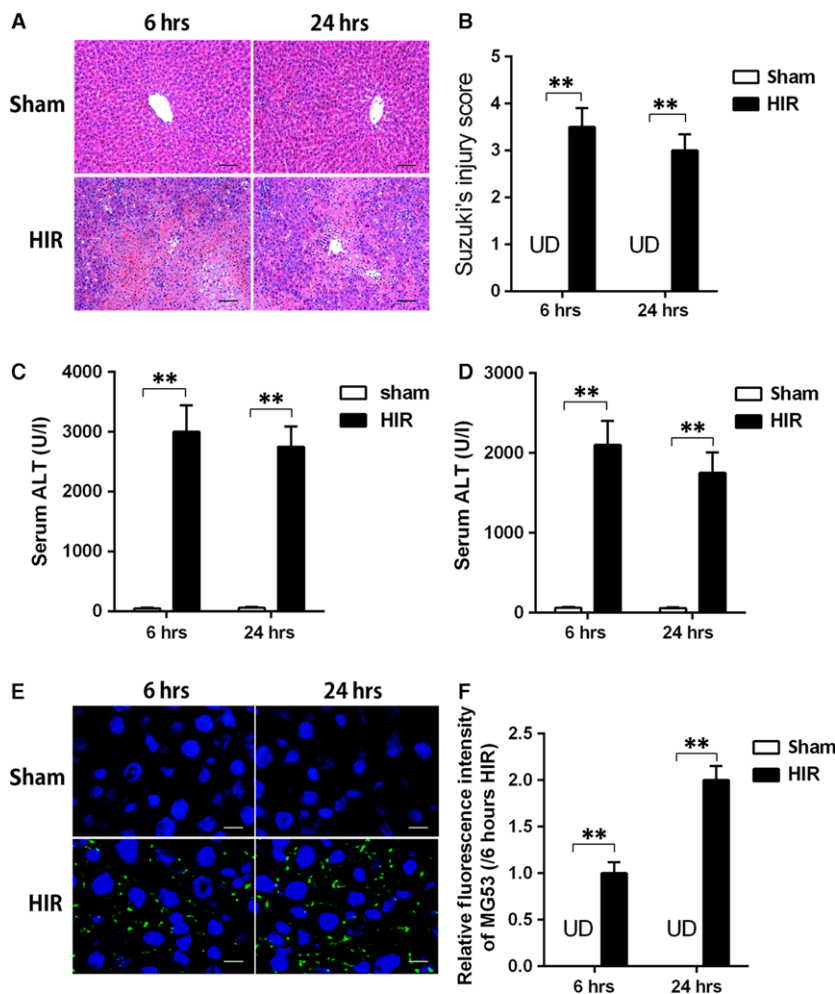 A
6 hrs 24 hrs
Sham
HIR
B
Suzuki's injury score
5
4
3
2
1
0
** **
UD UD
6 hrs 24 hrs
Sham
HIR
C
Serum ALT (U/l)
4000
3000
2000
1000
0
** **
6 hrs 24 hrs
sham
HIR
D
Serum ALT (U/l)
3000
2000
1000
0
** **
6 hrs 24 hrs
Sham
HIR
E
6 hrs 24 hrs
Sham
HIR
F
Relative fluorescence intensity
of MG53 (/6 hours HIR)
2.5
2.0
1.5
1.0
0.5
0.0
** **
UD UD
6 hrs 24 hrs
Sham
HIR